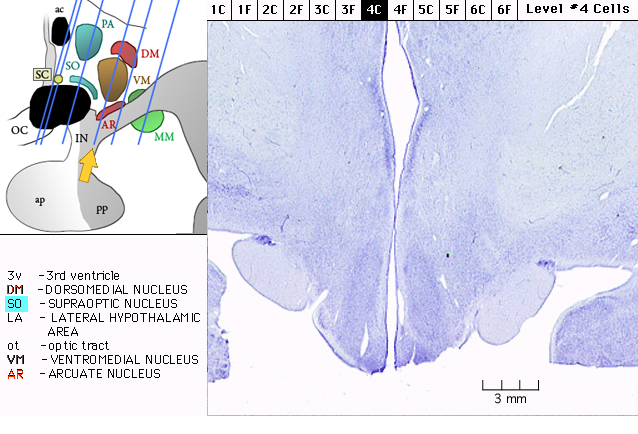 1C 1F 2C 2F 3C 3F 4C 4F 5C 5F 6C 6F Level #4 Cells
ac
PA
DM
SO
SC
VM
AR
OC
IN
MM
ap
pp
3v - 3rd ventricle
DM - DORSOMEDIAL NUCLEUS
SO - SUPRAOPTIC NUCLEUS
LA - LATERAL HYPOTHALAMIC
AREA
ot - optic tract
VM - VENTROMEDIAL NUCLEUS
AR - ARCUATE NUCLEUS
3 mm